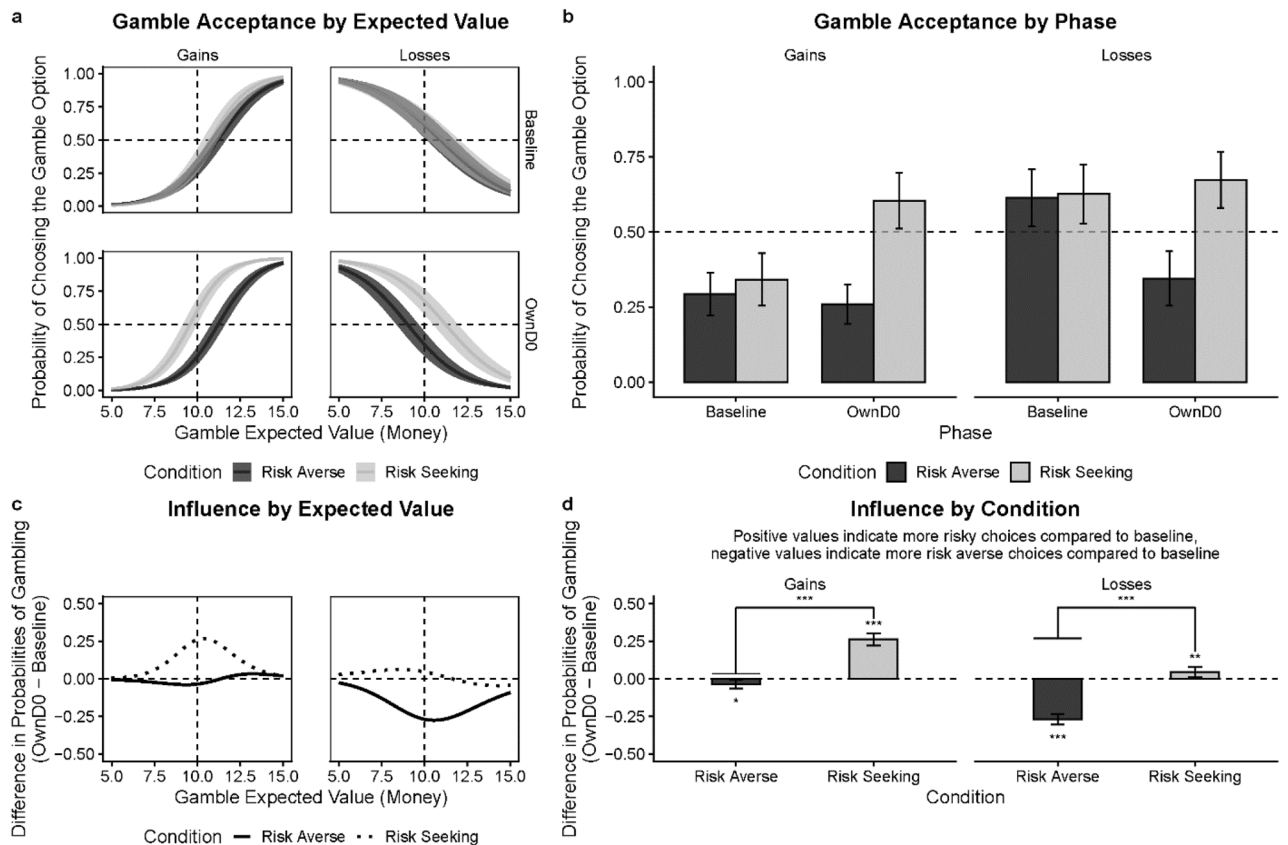 a
Gamble Acceptance by Expected Value
Gains
Losses
Probability of Choosing the Gamble Option
1.00
0.75
0.50
0.25
0.00
Baseline
1.00
0.75
0.50
0.25
0.00
OwnD0
5.0 7.5 10.0 12.5 15.0 5.0 7.5 10.0 12.5 15.0
Gamble Expected Value (Money)
Condition Risk Averse Risk Seeking
b
Gamble Acceptance by Phase
Gains
Losses
Probability of Choosing the Gamble Option
1.00
0.75
0.50
0.25
0.00
Baseline OwnD0 Baseline OwnD0
Phase
Condition Risk Averse Risk Seeking
c
Influence by Expected Value
Difference in Probabilities of Gambling
(OwnD0 − Baseline)
0.50
0.25
0.00
−0.25
−0.50
5.0 7.5 10.0 12.5 15.0 5.0 7.5 10.0 12.5 15.0
Gamble Expected Value (Money)
Condition Risk Averse Risk Seeking
d
Influence by Condition
Positive values indicate more risky choices compared to baseline,
negative values indicate more risk averse choices compared to baseline
Gains
Losses
Difference in Probabilities of Gambling
(OwnD0 − Baseline)
0.50
0.25
0.00
−0.25
−0.50
*** ***
*** **
* ***
Risk Averse Risk Seeking Risk Averse Risk Seeking
Condition